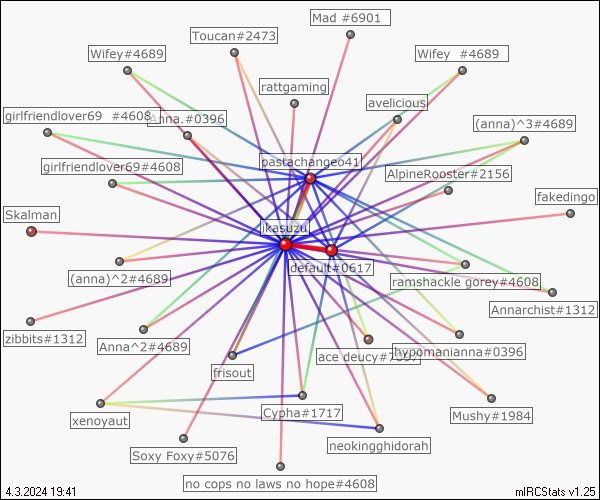 Mad #6901
Toucan#2473
Wifey#4689
Wifey  #4689
rattgaming
avelicious
girlfriendlover69  #4608
Anna.#0396
(anna)^3#4689
pastachangeo41
girlfriendlover#4608
AlpineRooster#2156
fakedingo
Skalman
ikasuzu
default#0617
(anna)^2#4689
ramshackle gorey#4608
Annarchist#1312
zibbits#1312
Anna^2#4689
ace deucy#7097
hypomanianna#0396
frisout
Cypha#1717
Mushy#1984
xenoyaut
neokingghidorah
Soxy Foxy#5076
no cops no laws no hope#4608
4.3.2024 19:41
mIRCStats v1.25